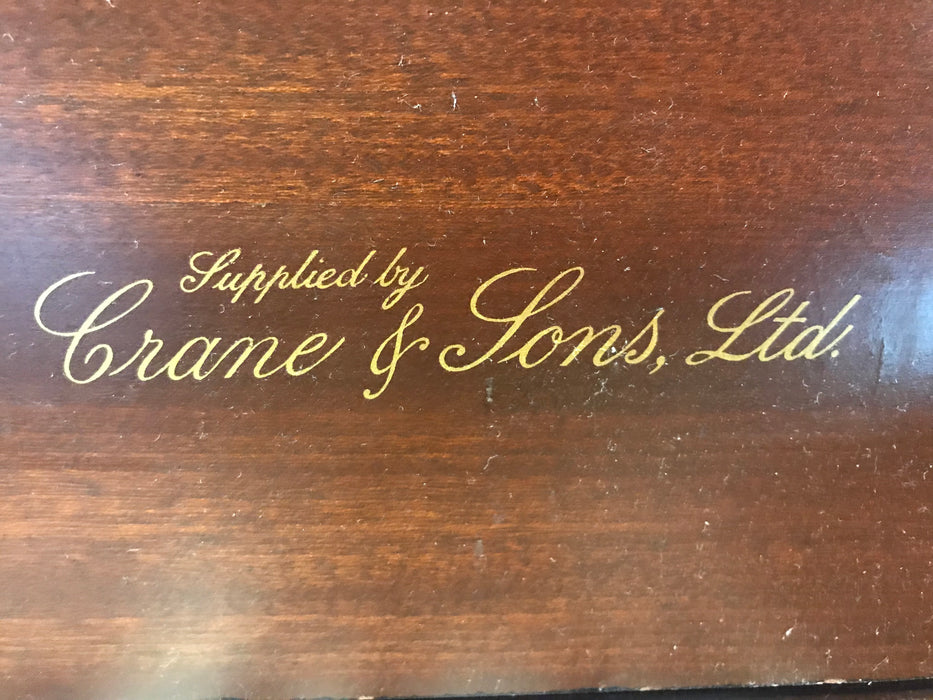 Supplied by
Crane & Sons, Ltd.